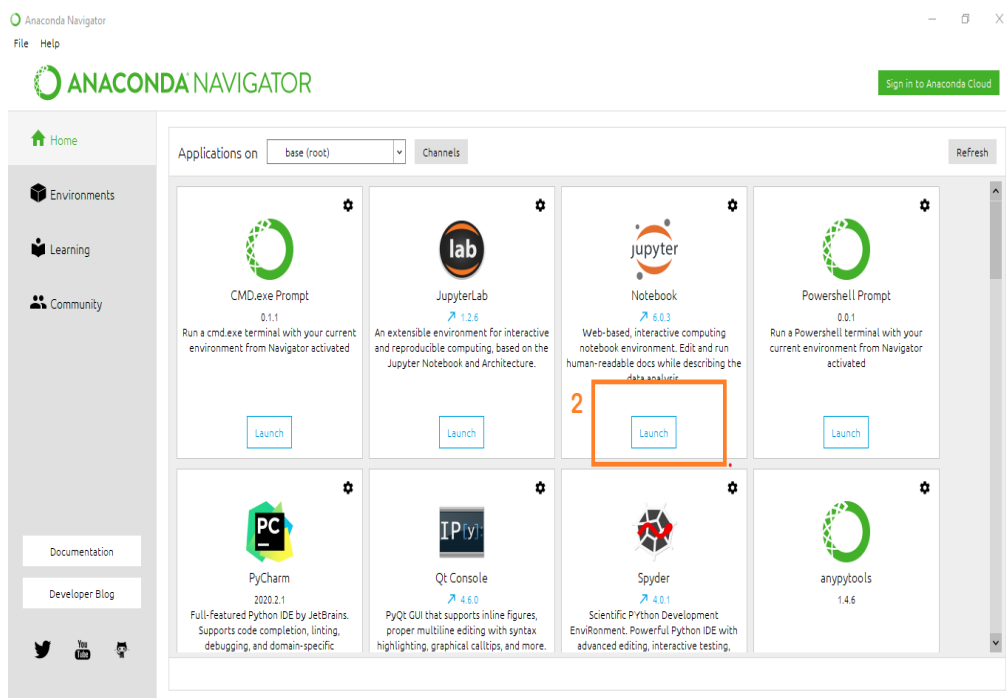 Anaconda Navigator
File Help
ANACONDA NAVIGATOR
Sign in to Anaconda Cloud
Home
Environments
Learning
Community
Documentation
Developer Blog
You
Tube
Applications on base (root) Channels Refresh
CMD.exe Prompt
0.1.1
Run a cmd.exe terminal with your current
environment from Navigator activated
Launch
lab
JupyterLab
1.2.6
An extensible environment for interactive
and reproducible computing, based on the
Jupyter Notebook and Architecture.
Launch
jupyter
Notebook
6.0.3
Web-based, interactive computing
notebook environment. Edit and run
human-readable docs while describing the
data analysis.
2
Launch
Powershell Prompt
0.0.1
Run a Powershell terminal with your
current environment from Navigator
activated
Launch
PC
PyCharm
2020.2.1
Full-featured Python IDE by JetBrains.
Supports code completion, linting,
debugging, and domain-specific
IP[y]:
Qt Console
4.6.0
PyQt GUI that supports inline figures,
proper multiline editing with syntax
highlighting, graphical calltips, and more.
Spyder
4.0.1
Scientific PYthon Development
EnviRonment. Powerful Python IDE with
advanced editing, interactive testing,
anypytools
1.4.6